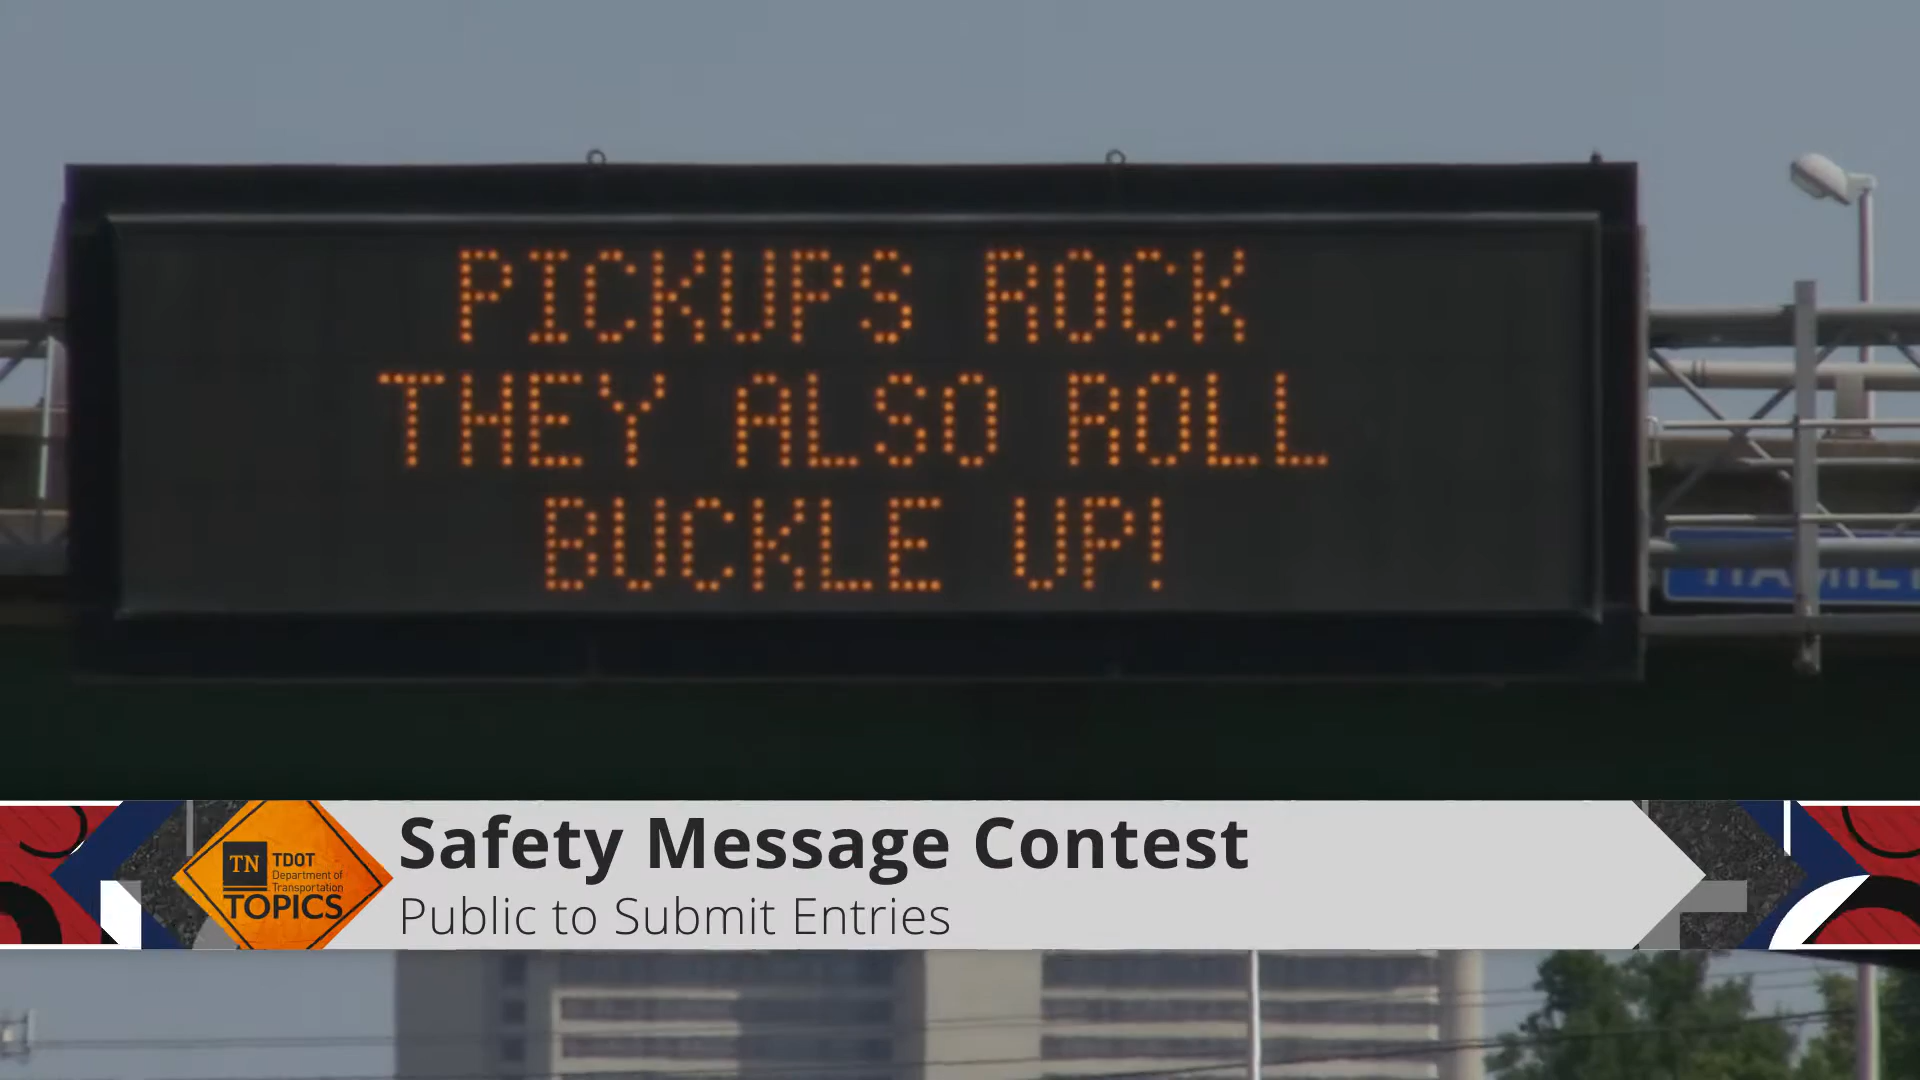 PICKUPS ROCK
THEY ALSO ROLL
BUCKLE UP!
Safety Message Contest
Public to Submit Entries
TN
TDOT
Department of
Transportation
TOPICS